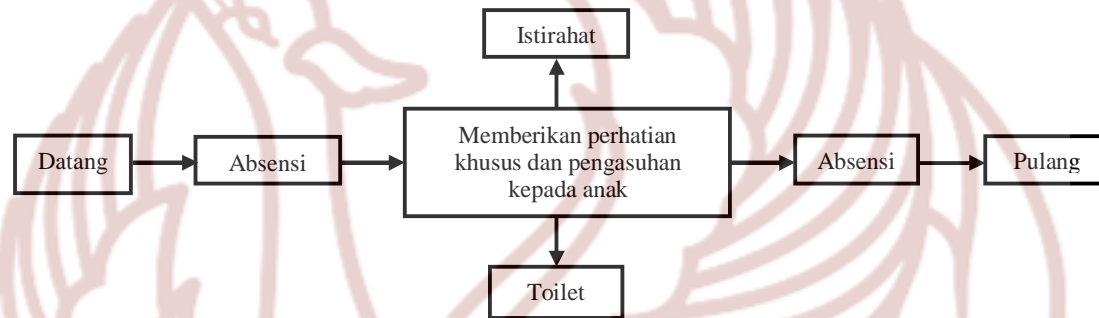 Istirahat
Datang
Absensi
Memberikan perhatian
khusus dan pengasuhan
kepada anak
Absensi
Pulang
Toilet